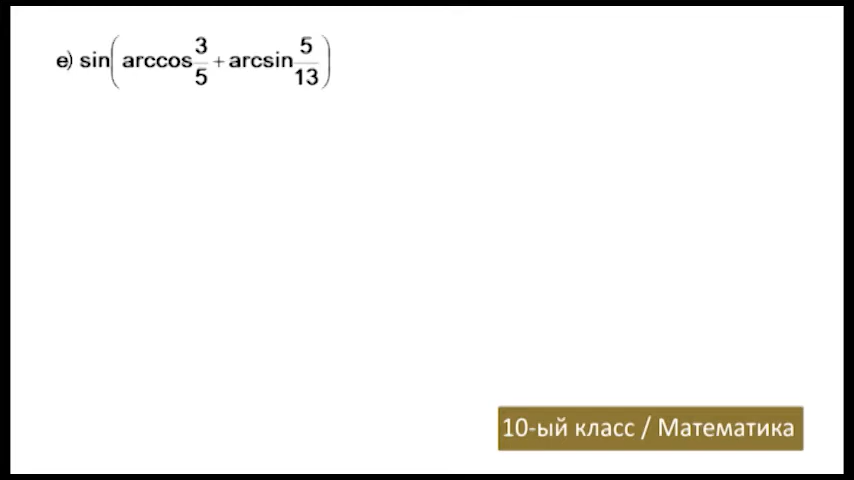 е) sin(arccos 3/5 + arcsin 5/13)
10-ый класс / Математика